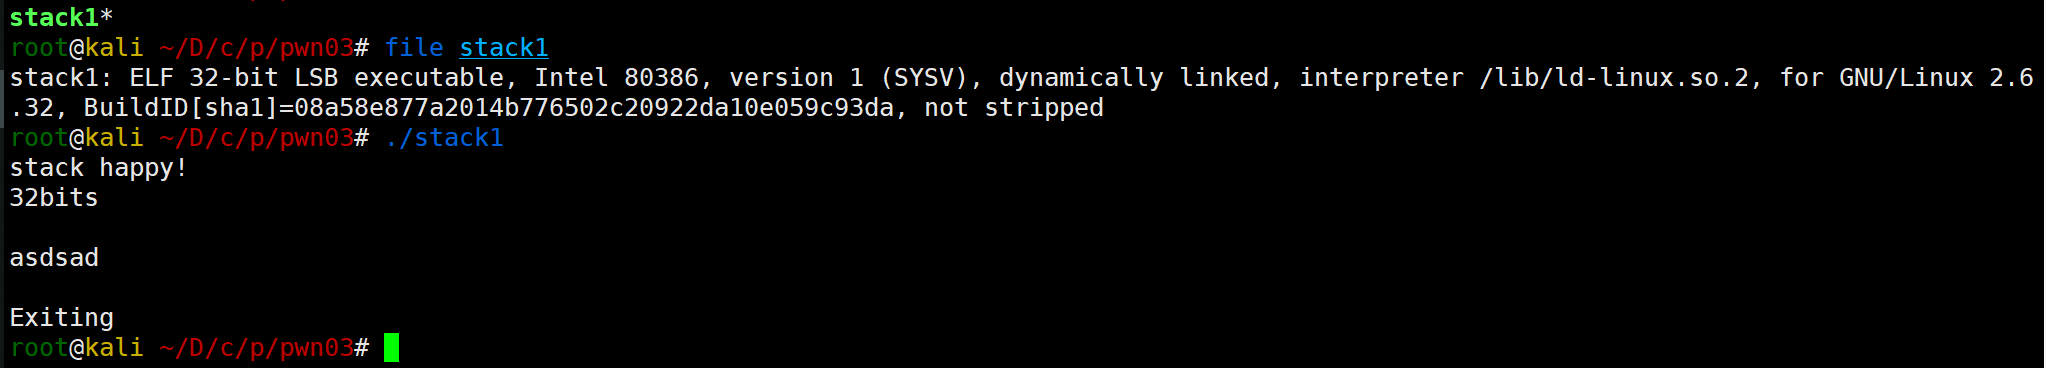 stack1*
root@kali ~/D/c/p/pwn03# file stack1
stack1: ELF 32-bit LSB executable, Intel 80386, version 1 (SYSV), dynamically linked, interpreter /lib/ld-linux.so.2, for GNU/Linux 2.6
.32, BuildID[sha1]=08a58e877a2014b776502c20922da10e059c93da, not stripped
root@kali ~/D/c/p/pwn03# ./stack1
stack happy!
32bits
asdsad
Exiting
root@kali ~/D/c/p/pwn03#